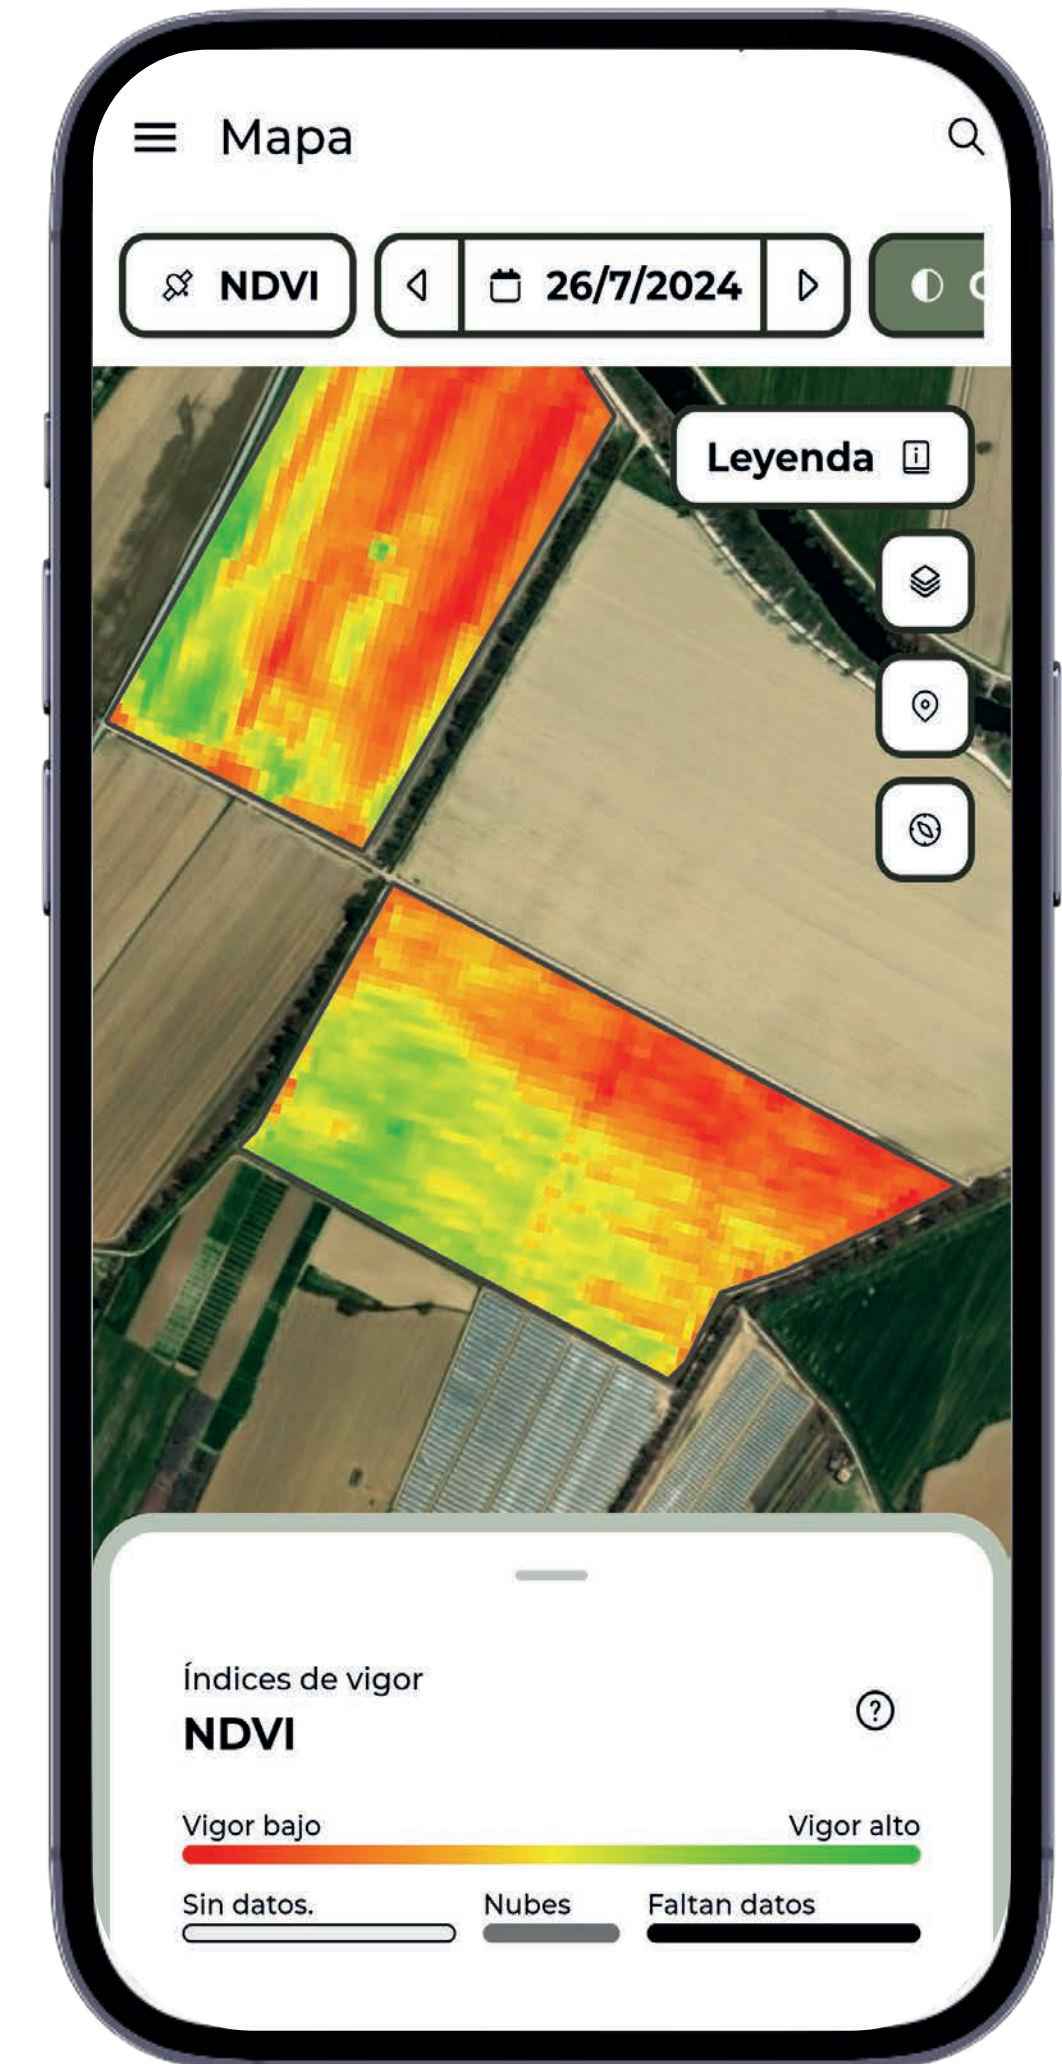 Mapa
NDVI
26/7/2024
Leyenda
Índices de vigor
NDVI
Vigor bajo
Vigor alto
Sin datos.
Nubes
Faltan datos